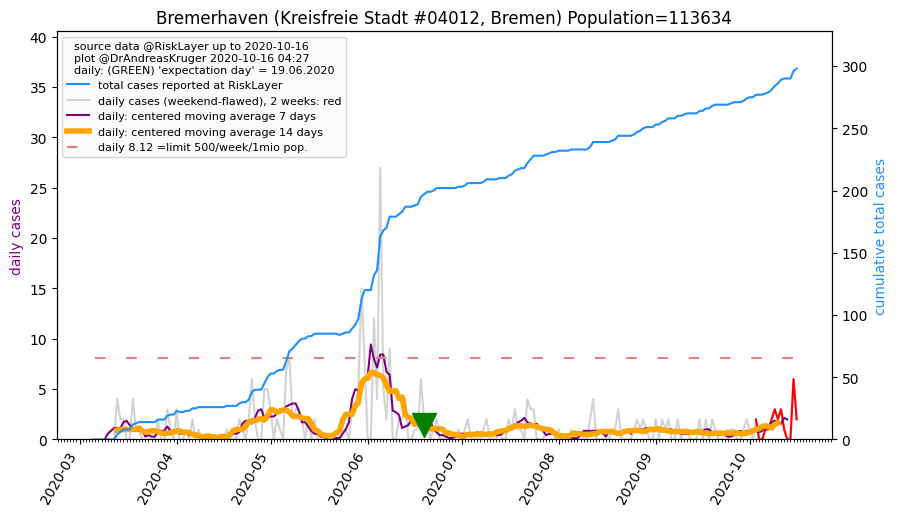 Bremerhaven (Kreisfreie Stadt #04012, Bremen) Population=113634
source data @RiskLayer up to 2020-10-16
plot @DrAndreasKruger 2020-10-16 04:27
daily: (GREEN) 'expectation day' = 19.06.2020
total cases reported at RiskLayer
daily cases (weekend-flawed), 2 weeks: red
daily: centered moving average 7 days
daily: centered moving average 14 days
daily 8.12 =limit 500/week/1mio pop.
daily cases
40
35
30
25
20
15
10
5
0
cumulative total cases
300
250
200
150
100
50
0
2020-03
2020-04
2020-05
2020-06
2020-07
2020-08
2020-09
2020-10